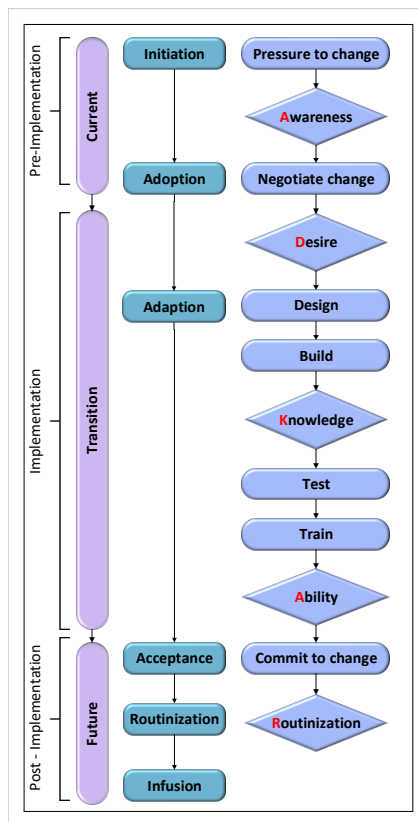 Pre-Implementation
Current
Initiation
Pressure to change
Awareness
Adoption
Negotiate change
Implementation
Transition
Desire
Adaption
Design
Build
Knowledge
Test
Train
Ability
Post - Implementation
Future
Acceptance
Commit to change
Routinization
Routinization
Infusion